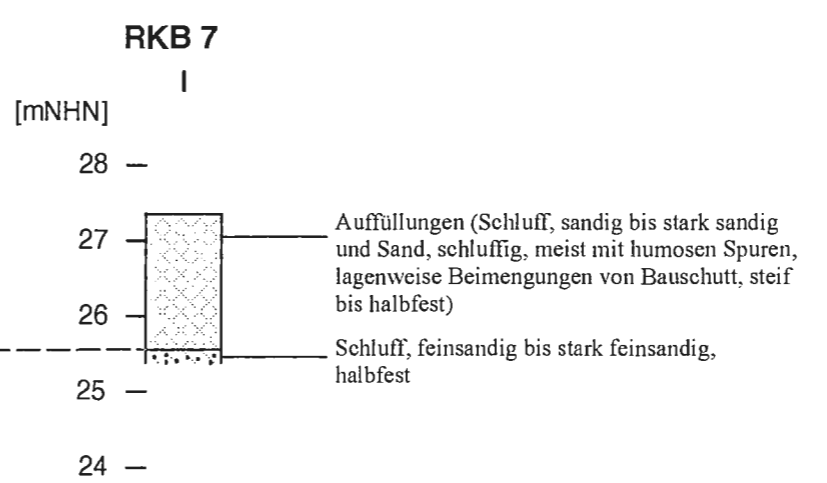 RKB 7
I
[mNHN]
28
27
26
25
24
Auffüllungen (Schluff, sandig bis stark sandig
und Sand, schluffig, meist mit humosen Spuren,
lagenweise Beimengungen von Bauschutt, steif
bis halbfest)
Schluff, feinsandig bis stark feinsandig,
halbfest